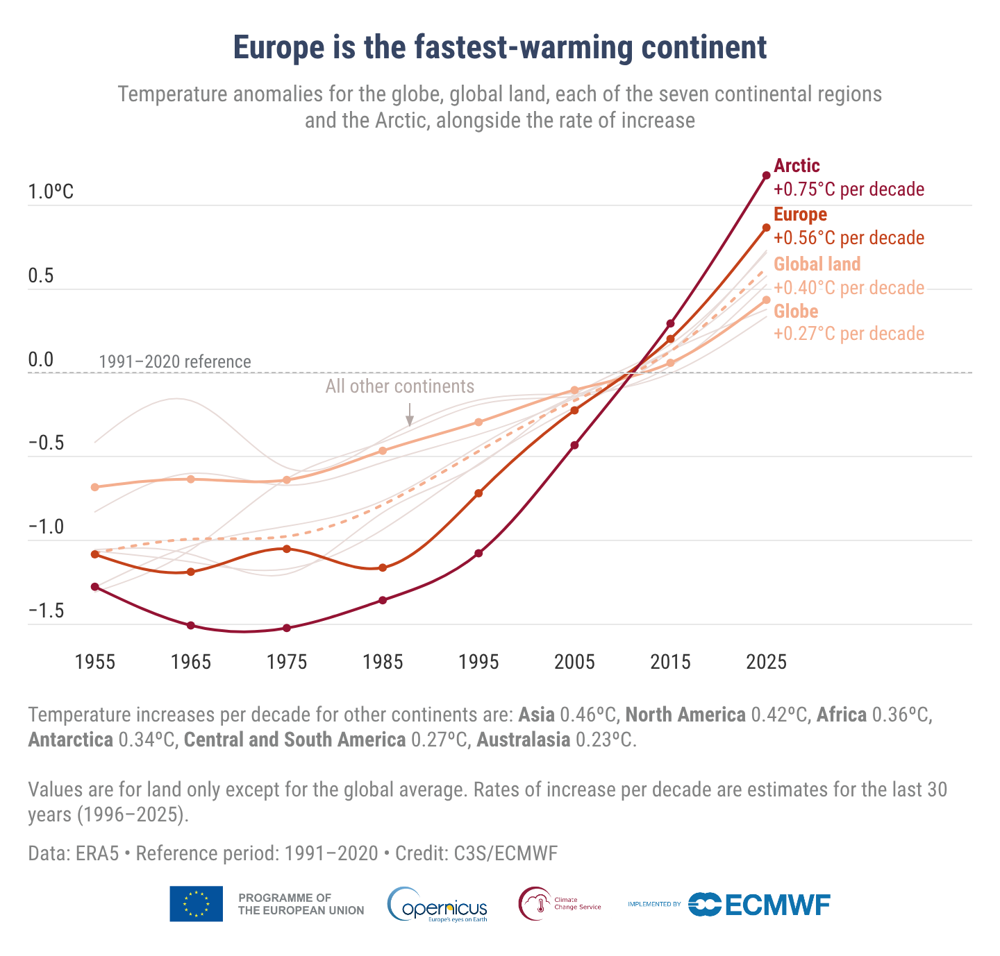 Europe is the fastest-warming continent
Temperature anomalies for the globe, global land, each of the seven continental regions
and the Arctic, alongside the rate of increase
Arctic
+0.75°C per decade
1.0ºC
Europe
+0.56°C per decade
Global land
0.5
+0.40°C per decade
Globe
+0.27°C per decade
0.0
1991–2020 reference
All other continents
−0.5
−1.0
−1.5
1955 1965 1975 1985 1995 2005 2015 2025
Temperature increases per decade for other continents are: Asia 0.46ºC, North America 0.42ºC, Africa 0.36ºC,
Antarctica 0.34ºC, Central and South America 0.27ºC, Australasia 0.23ºC.
Values are for land only except for the global average. Rates of increase per decade are estimates for the last 30
years (1996–2025).
Data: ERA5 • Reference period: 1991–2020 • Credit: C3S/ECMWF
PROGRAMME OF
THE EUROPEAN UNION
opernicus
Europe's eyes on Earth
Climate
Change Service
IMPLEMENTED BY
ECMWF